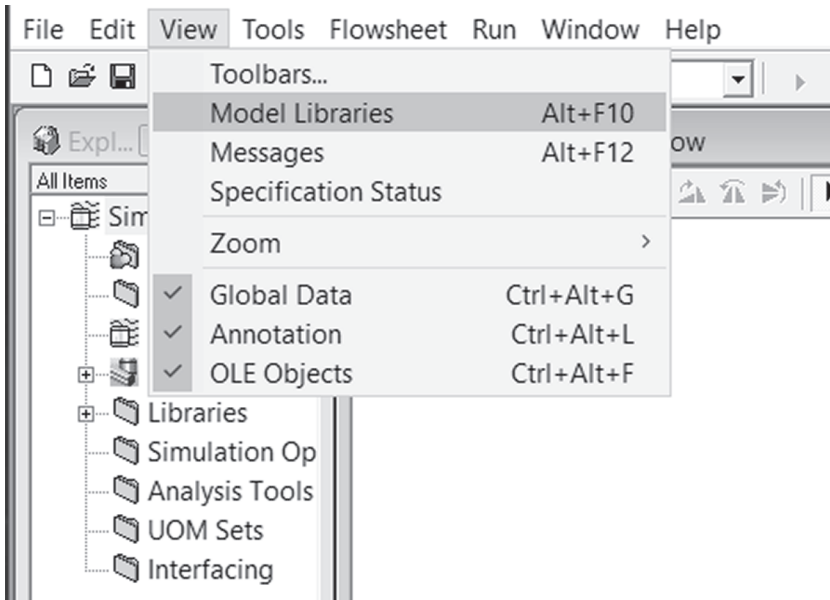 File Edit View Tools Flowsheet Run Window Help
Toolbars...
Model Libraries Alt+F10
Messages Alt+F12
Specification Status
Zoom
Global Data Ctrl+Alt+G
Annotation Ctrl+Alt+L
OLE Objects Ctrl+Alt+F
Expl...
ow
All Items
Sim
Libraries
Simulation Op
Analysis Tools
UOM Sets
Interfacing